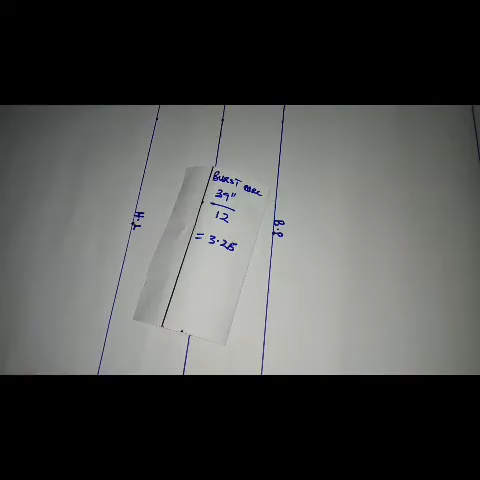 BURST
39"
12
= 3.25
B.P